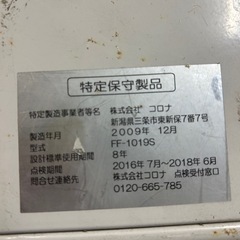 特定保守製品
特定製造事業者等名 株式会社 コロナ
新潟県三条市東新保7番7号
製造年月 2009年 12月
型式 FF-1019S
設計標準使用期間 8年
点検期間 2016年 7月～2018年 6月
問合せ連絡先 株式会社コロナ 点検受付窓口
0120-665-785